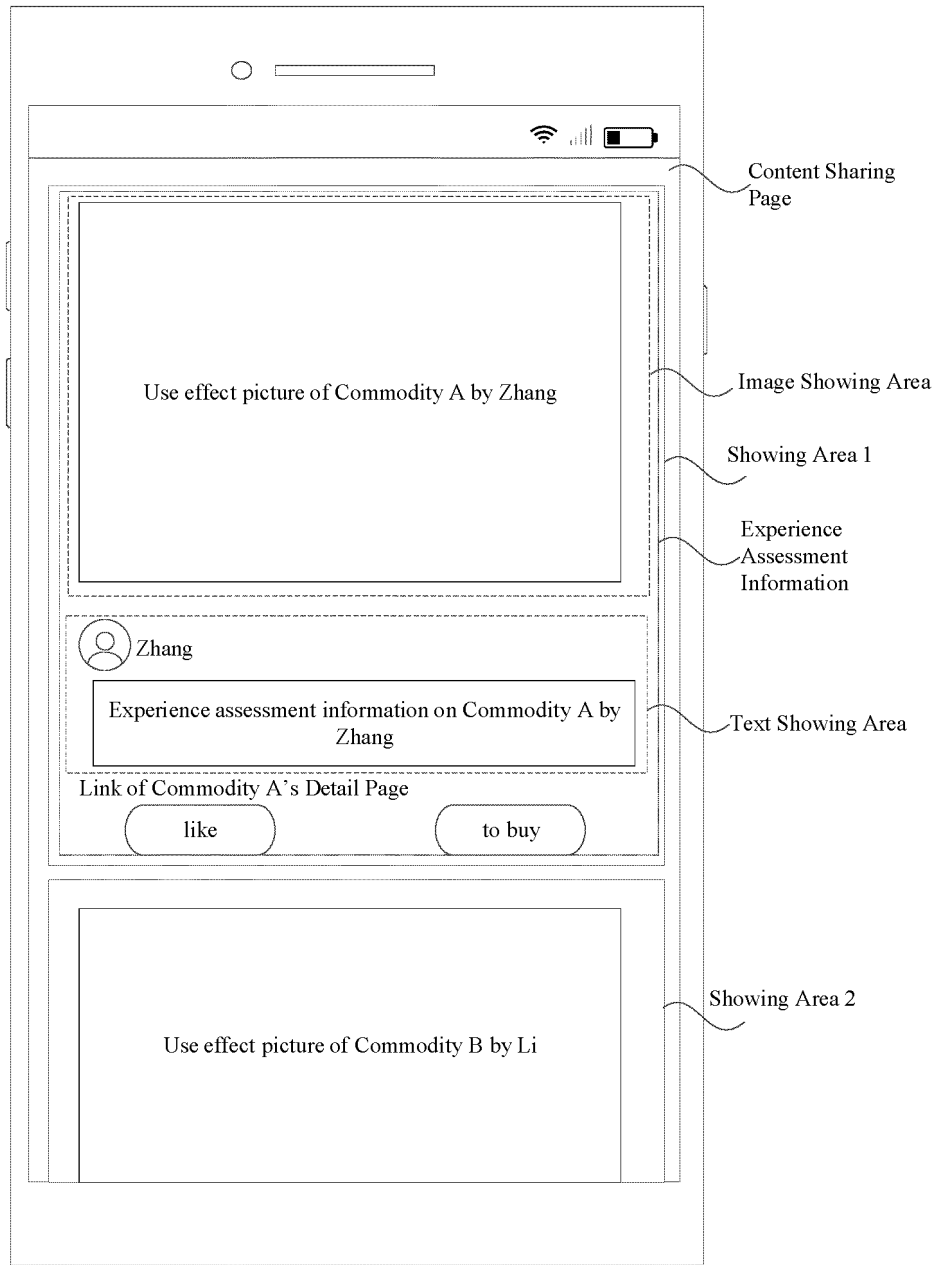 Content Sharing
Page
Use effect picture of Commodity A by Zhang
Image Showing Area
Showing Area 1
Experience
Assessment
Information
Zhang
Experience assessment information on Commodity A by
Zhang
Text Showing Area
Link of Commodity A's Detail Page
like
to buy
Showing Area 2
Use effect picture of Commodity B by Li